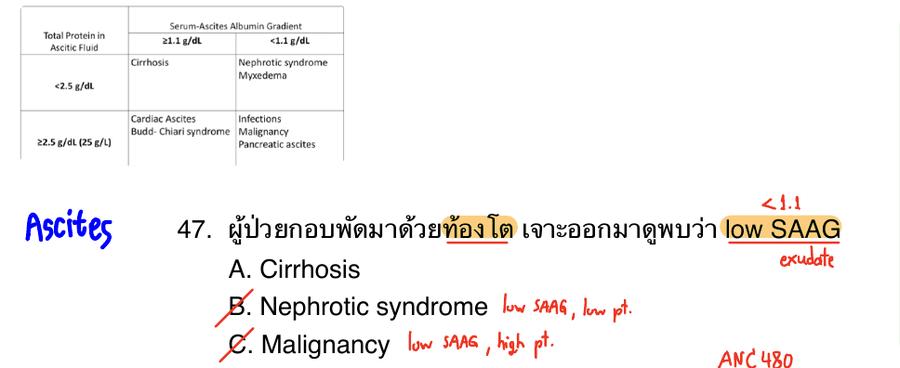 Total Protein in Ascitic Fluid
Serum-Ascites Albumin Gradient
≥1.1 g/dL
<1.1 g/dL
<2.5 g/dL
Cirrhosis
Nephrotic syndrome
Myxedema
≥2.5 g/dL (25 g/L)
Cardiac Ascites
Budd- Chiari syndrome
Infections
Malignancy
Pancreatic ascites
<1.1
Ascites
47. ผู้ป่วยกอบพัดมาด้วยท้องโต เจาะออกมาดูพบว่า low SAAG
exudate
A. Cirrhosis
B. Nephrotic syndrome low SAAG, low pt.
C. Malignancy low SAAG, high pt.
ANC 480